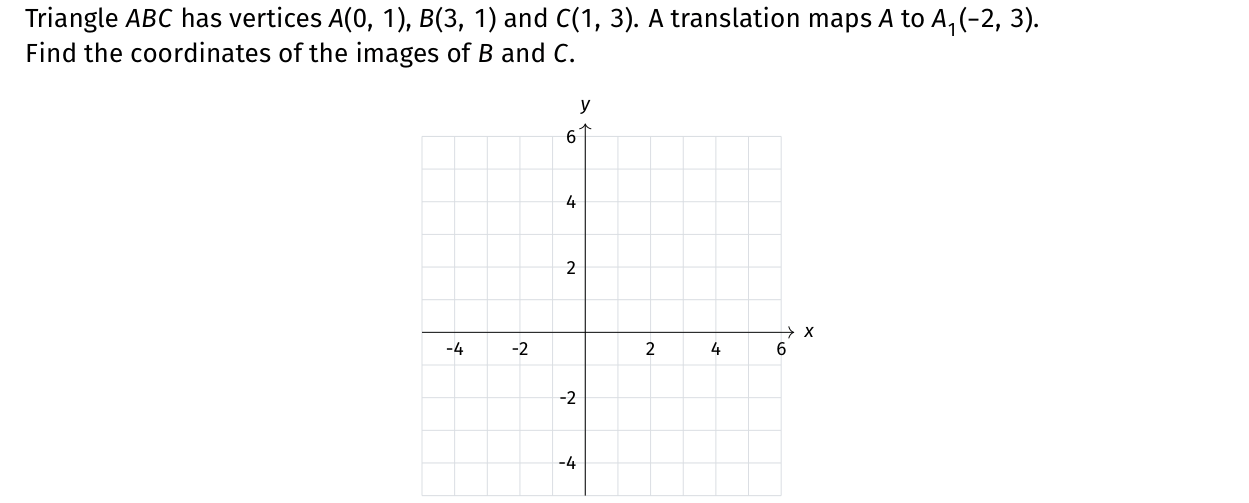 Triangle ABC has vertices A(0, 1), B(3, 1) and C(1, 3). A translation maps A to A₁(−2, 3).
Find the coordinates of the images of B and C.
y
6
4
2
x
-4 -2 2 4 6
-2
-4